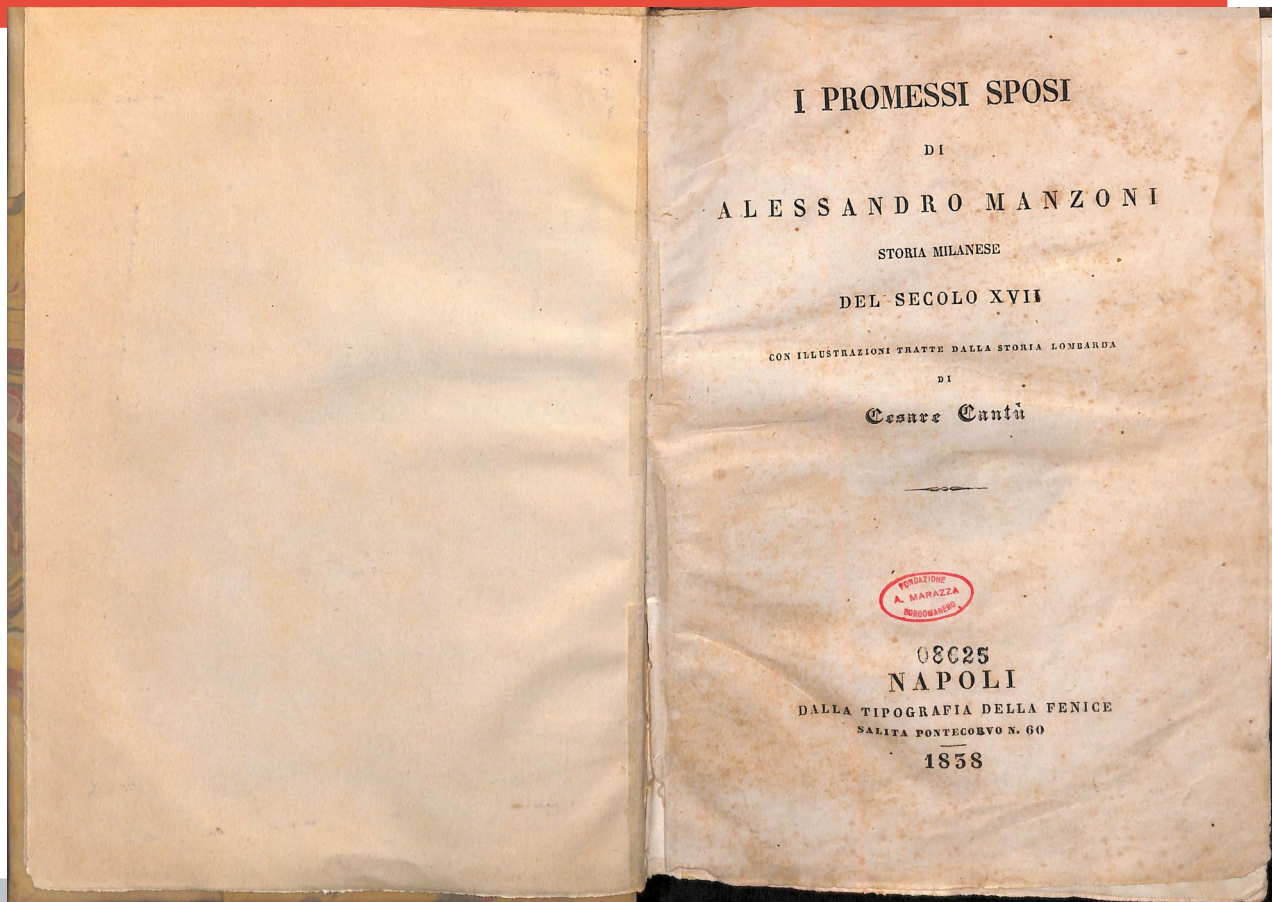 I PROMESSI SPOSI
DI
ALESSANDRO MANZONI
STORIA MILANESE
DEL SECOLO XVII
CON ILLUSTRAZIONI TRATTE DALLA STORIA LOMBARDA
DI
Cesare Cantù
FONDAZIONE
A. MARAZZA
BORGOMANERO
08625
NAPOLI
DALLA TIPOGRAFIA DELLA FENICE
SALITA PONTECORVO N. 60
1838